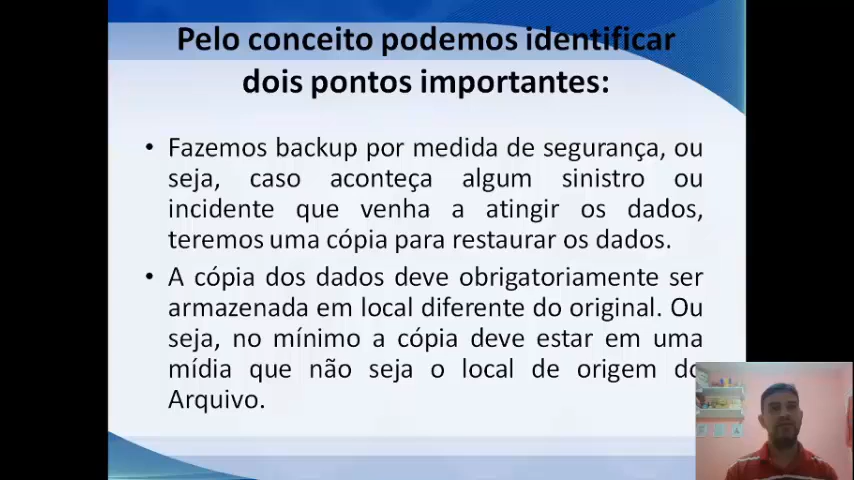 Pelo conceito podemos identificar
dois pontos importantes:
• Fazemos backup por medida de segurança, ou
seja, caso aconteça algum sinistro ou
incidente que venha a atingir os dados,
teremos uma cópia para restaurar os dados.
• A cópia dos dados deve obrigatoriamente ser
armazenada em local diferente do original. Ou
seja, no mínimo a cópia deve estar em uma
mídia que não seja o local de origem do
Arquivo.